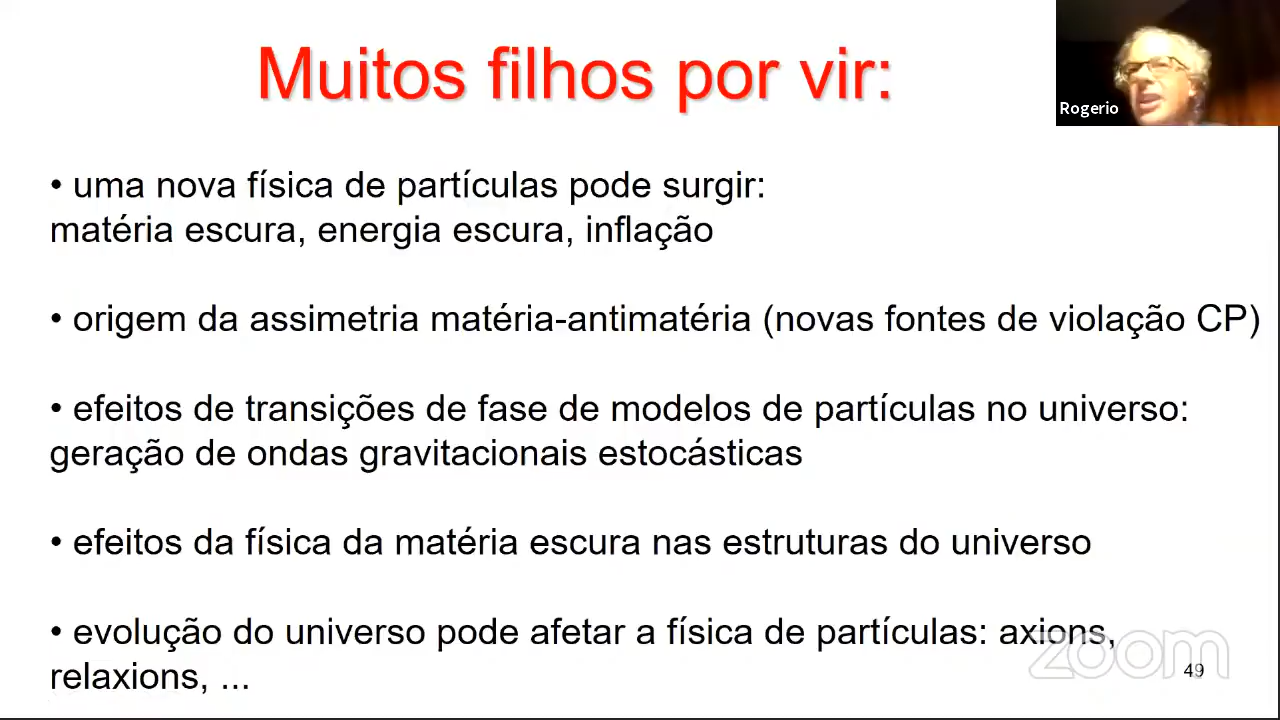 Muitos filhos por vir:
Rogerio
• uma nova física de partículas pode surgir:
matéria escura, energia escura, inflação
• origem da assimetria matéria-antimatéria (novas fontes de violação CP)
• efeitos de transições de fase de modelos de partículas no universo:
geração de ondas gravitacionais estocásticas
• efeitos da física da matéria escura nas estruturas do universo
• evolução do universo pode afetar a física de partículas: axions,
relaxions, ...
zoom
49